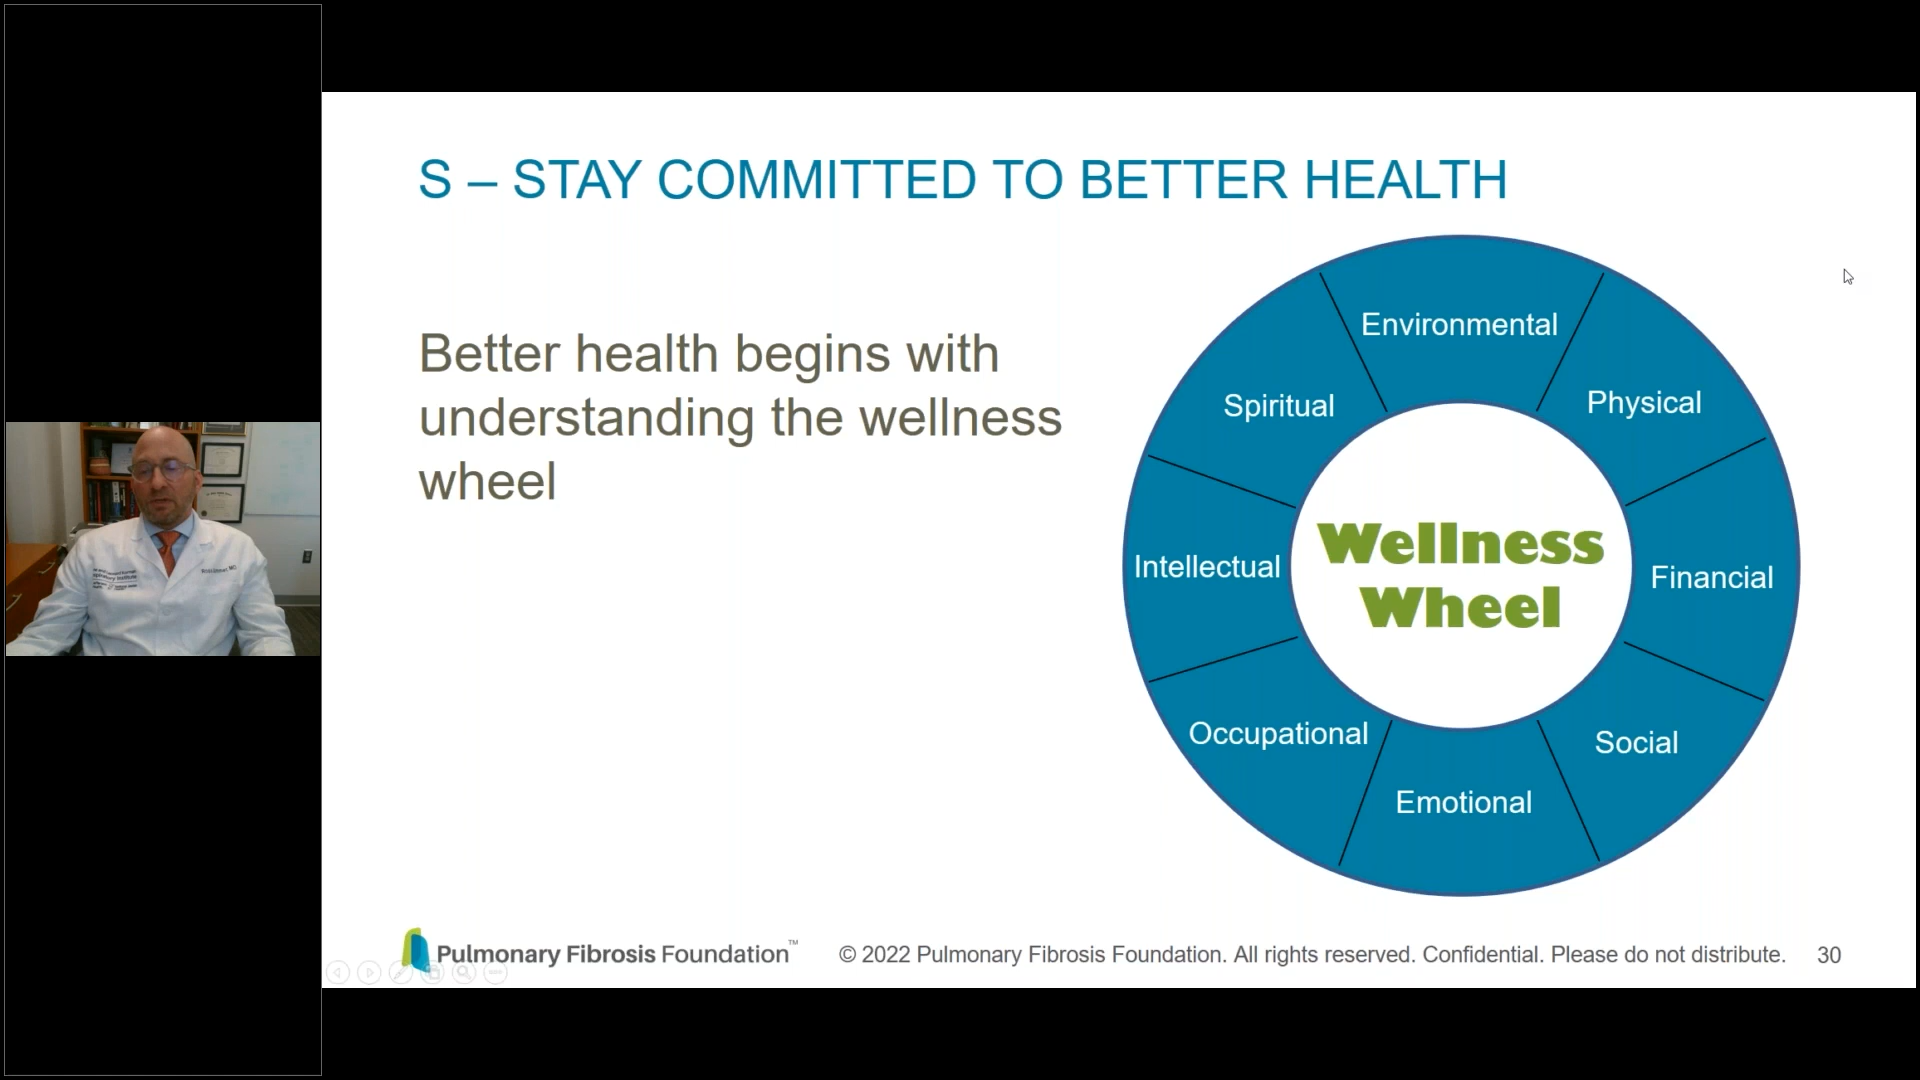 S – STAY COMMITTED TO BETTER HEALTH
Better health begins with
understanding the wellness
wheel
Environmental
Physical
Financial
Social
Emotional
Occupational
Intellectual
Spiritual
Wellness
Wheel
Pulmonary Fibrosis Foundation™
© 2022 Pulmonary Fibrosis Foundation. All rights reserved. Confidential. Please do not distribute.
30